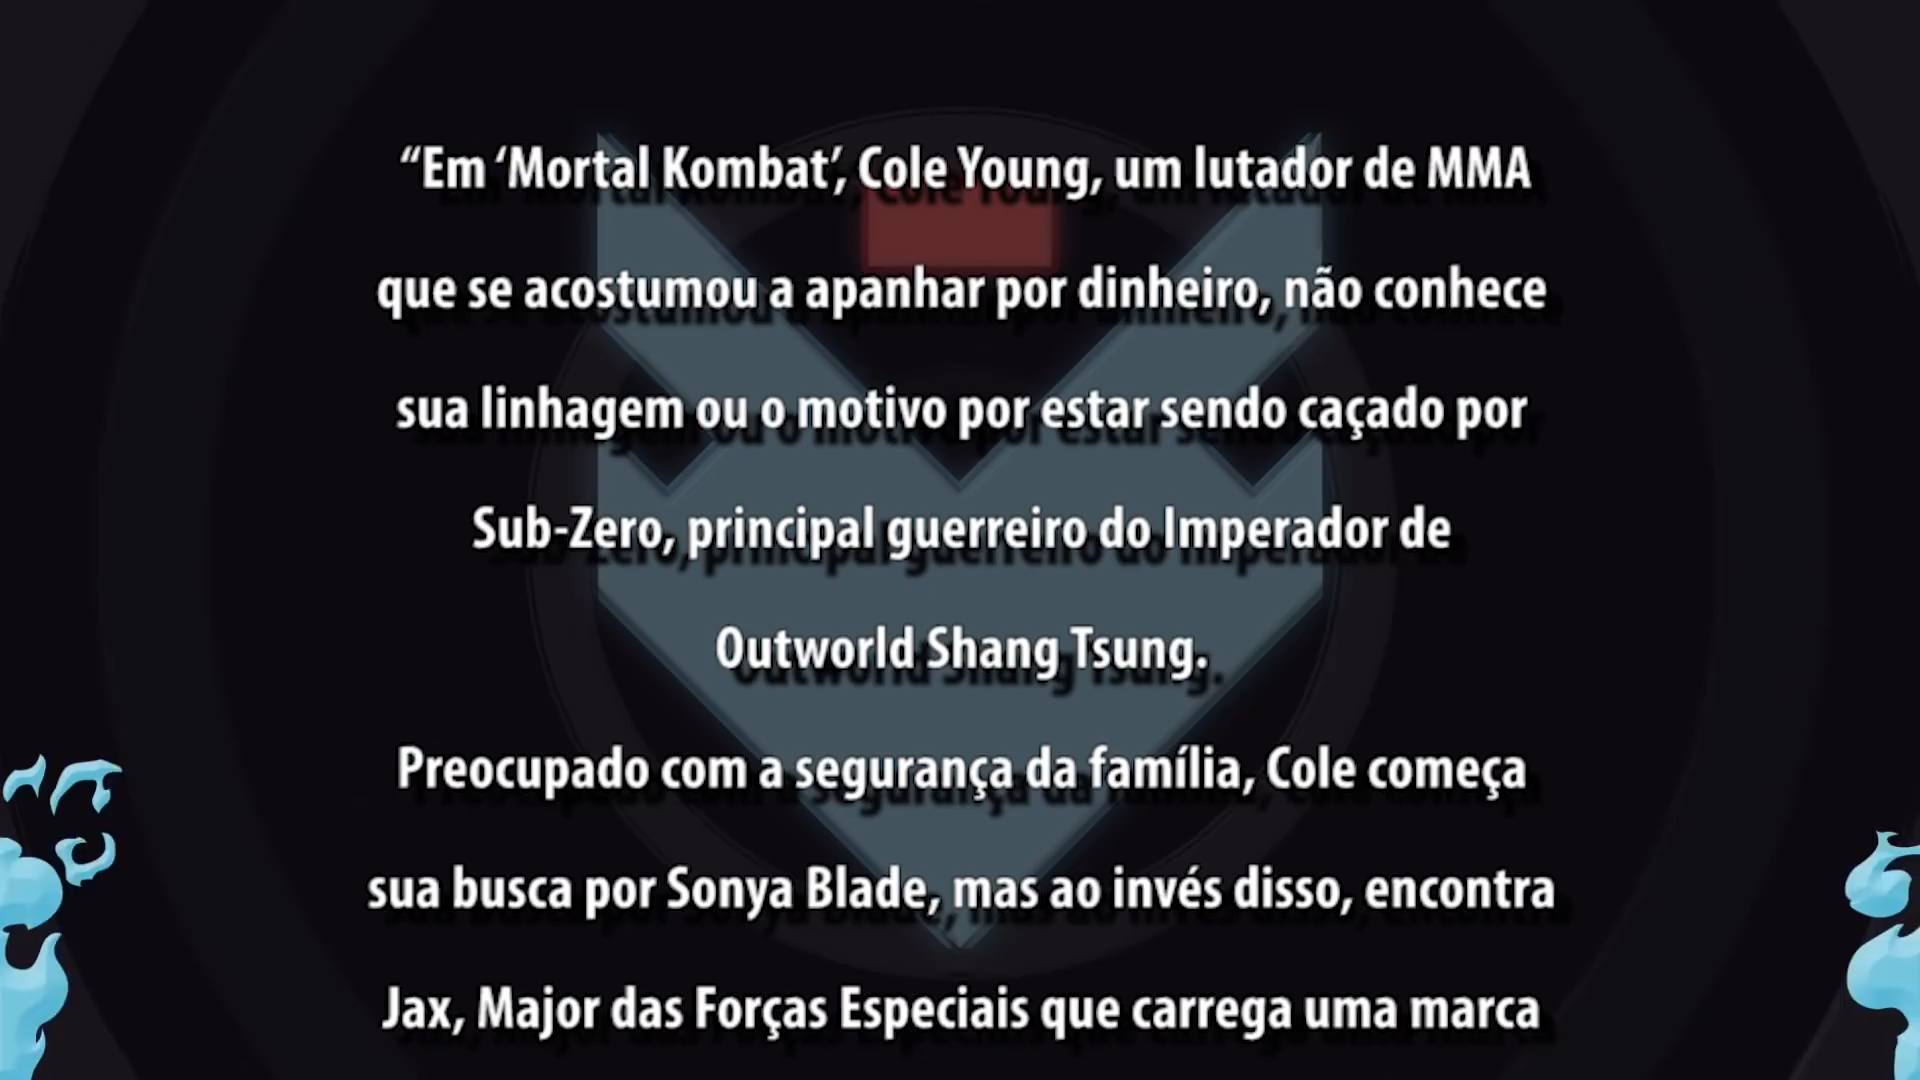 “Em ‘Mortal Kombat’, Cole Young, um lutador de MMA
que se acostumou a apanhar por dinheiro, não conhece
sua linhagem ou o motivo por estar sendo caçado por
Sub-Zero, principal guerreiro do Imperador de
Outworld Shang Tsung.
Preocupado com a segurança da família, Cole começa
sua busca por Sonya Blade, mas ao invés disso, encontra
Jax, Major das Forças Especiais que carrega uma marca